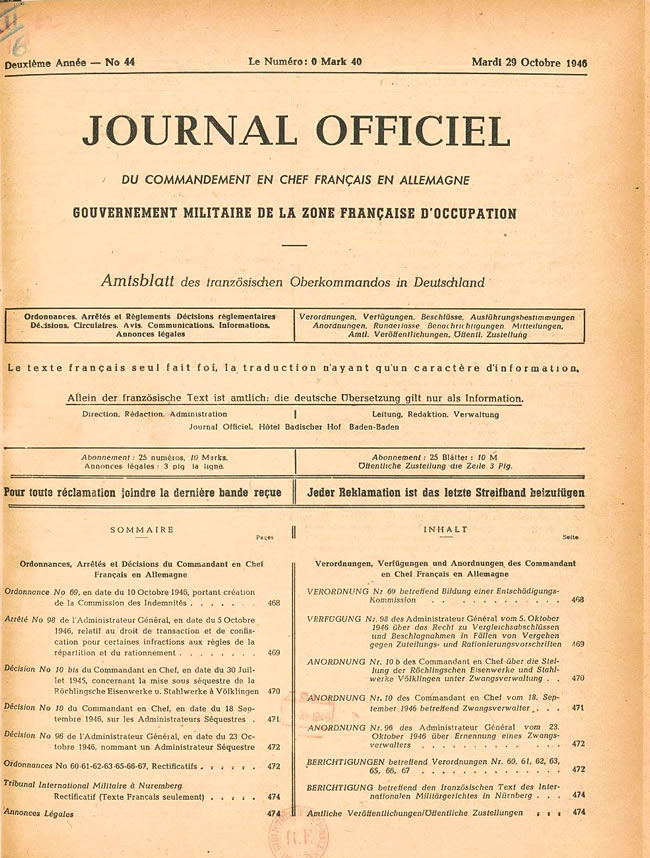 Deuxième Année — No 44
Le Numéro: 0 Mark 40
Mardi 29 Octobre 1946
JOURNAL OFFICIEL
DU COMMANDEMENT EN CHEF FRANÇAIS EN ALLEMAGNE
GOUVERNEMENT MILITAIRE DE LA ZONE FRANÇAISE D'OCCUPATION
Amtsblatt des französischen Oberkommandos in Deutschland
Ordonnances, Arrêtés et Règlements Décisions règlementaires
Décisions, Circulaires, Avis, Communications, Informations,
Annonces légales
Verordnungen, Verfügungen, Beschlüsse, Ausführungsbestimmungen
Anordnungen, Runderlasse Benachrichtigungen, Mitteilungen,
Amtl. Veröffentlichungen, Öffentl. Zustellung
Le texte français seul fait foi, la traduction n'ayant qu'un caractère d'information.
Allein der französische Text ist amtlich; die deutsche Übersetzung gilt nur als Information.
Direction, Rédaction, Administration
Leitung, Redaktion, Verwaltung
Journal Officiel, Hôtel Badischer Hof Baden-Baden
Abonnement: 25 numéros, 10 Marks.
Annonces légales: 3 pfg la ligne.
Abonnement: 25 Blätter: 10 M
Öffentliche Zustellung die Zeile 3 Pfg.
Pour toute réclamation joindre la dernière bande reçue
Jeder Reklamation ist das letzte Streifband beizufügen
SOMMAIRE
Pages
Ordonnances, Arrêtés et Décisions du Commandant en Chef
Français en Allemagne
Ordonnance No 69, en date du 10 Octobre 1946, portant création
de la Commission des Indemnités . . . . . . . 468
Arrêté No 98 de l'Administrateur Général, en date du 5 Octobre
1946, relatif au droit de transaction et de confis-
cation pour certaines infractions aux règles de la
répartition et du rationnement . . . . . . . . 469
Décision No 10 bis du Commandant en Chef, en date du 30 Juil-
let 1945, concernant la mise sous séquestre de la
Röchlingsche Eisenwerke u. Stahlwerke à Völklingen 470
Décision No 10 du Commandant en Chef, en date du 18 Sep-
tembre 1946, sur les Administrateurs Séquestres . 471
Décision No 96 de l'Administrateur Général, en date du 23 Oc-
tobre 1946, nommant un Administrateur Séquestre 472
Ordonnances No 60-61-62-63-65-66-67, Rectificatifs . . . . . 472
Tribunal International Militaire à Nuremberg
Rectificatif (Texte Francais seulement) . . . . . 474
Annonces Légales 474
INHALT
Seite
Verordnungen, Verfügungen und Anordnungen des Commandant
en Chef Français en Allemagne
VERORDNUNG Nr 69 betreffend Bildung einer Entschädigungs-
Kommission . . . . . . . . . . . 468
VERFÜGUNG Nr. 98 des Administrateur Général vom 5. Oktober
1946 über das Recht zu Vergleichsabschlüssen
und Beschlagnahmen in Fällen von Vergehen
gegen Zuteilungs- und Rationierungsvorschriften 469
ANORDNUNG Nr. 10 b des Commandant en Chef über die Stel-
lung der Röchlingschen Eisenwerke und Stahl-
werke Völklingen unter Zwangsverwaltung . . 470
ANORDNUNG Nr. 10 des Commandant en Chef vom 18. Sep-
tember 1946 betreffend Zwangsverwalter . . . 471
ANORDNUNG Nr. 96 des Administrateur Général vom 23.
Oktober 1946 über Ernennung eines Zwangs-
verwalters . . . . . . . . . . . 472
BERICHTIGUNGEN betreffend Verordnungen Nr. 60, 61, 62, 63,
65, 66, 67 . . . . . . . . . . . 472
BERICHTIGUNG betreffend den französischen Text des Inter-
nationalen Militärgerichtes in Nürnberg . . . 474
Amtliche Veröffentlichungen/Öffentliche Zustellungen . . . 474
R.F.